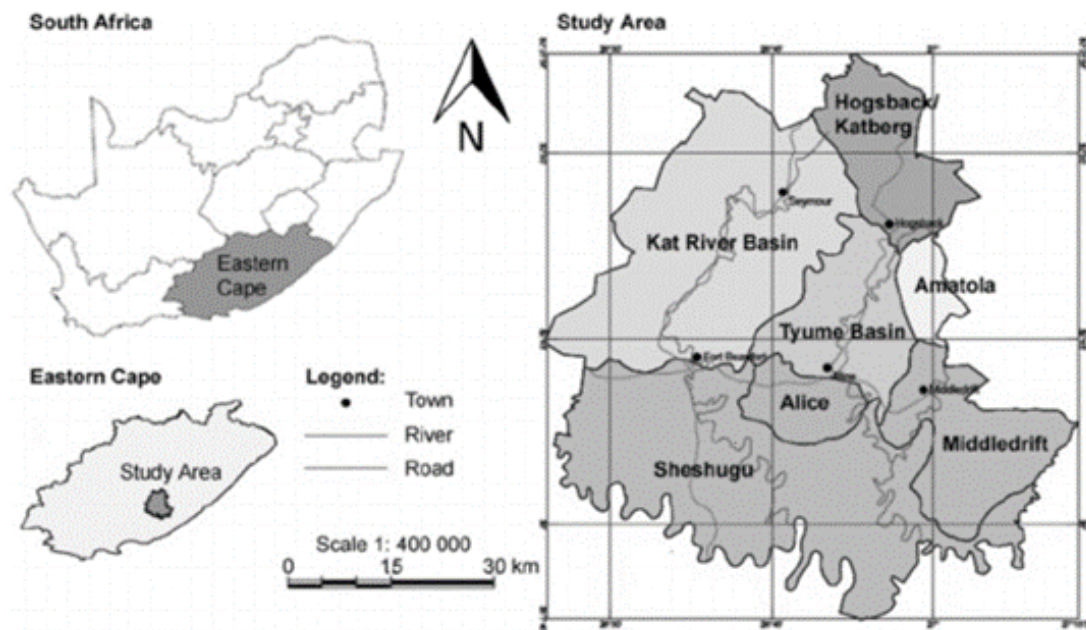 South Africa
N
Eastern
Cape
Eastern Cape
Study Area
Legend:
Town
River
Road
Scale 1: 400 000
0 15 30 km
Study Area
Hogsback/
Katberg
Seymour
Hogsback
Kat River Basin
Amatola
Tyume Basin
Fort Beaufort
Alice
Middledrift
Alice
Middledrift
Sheshugu